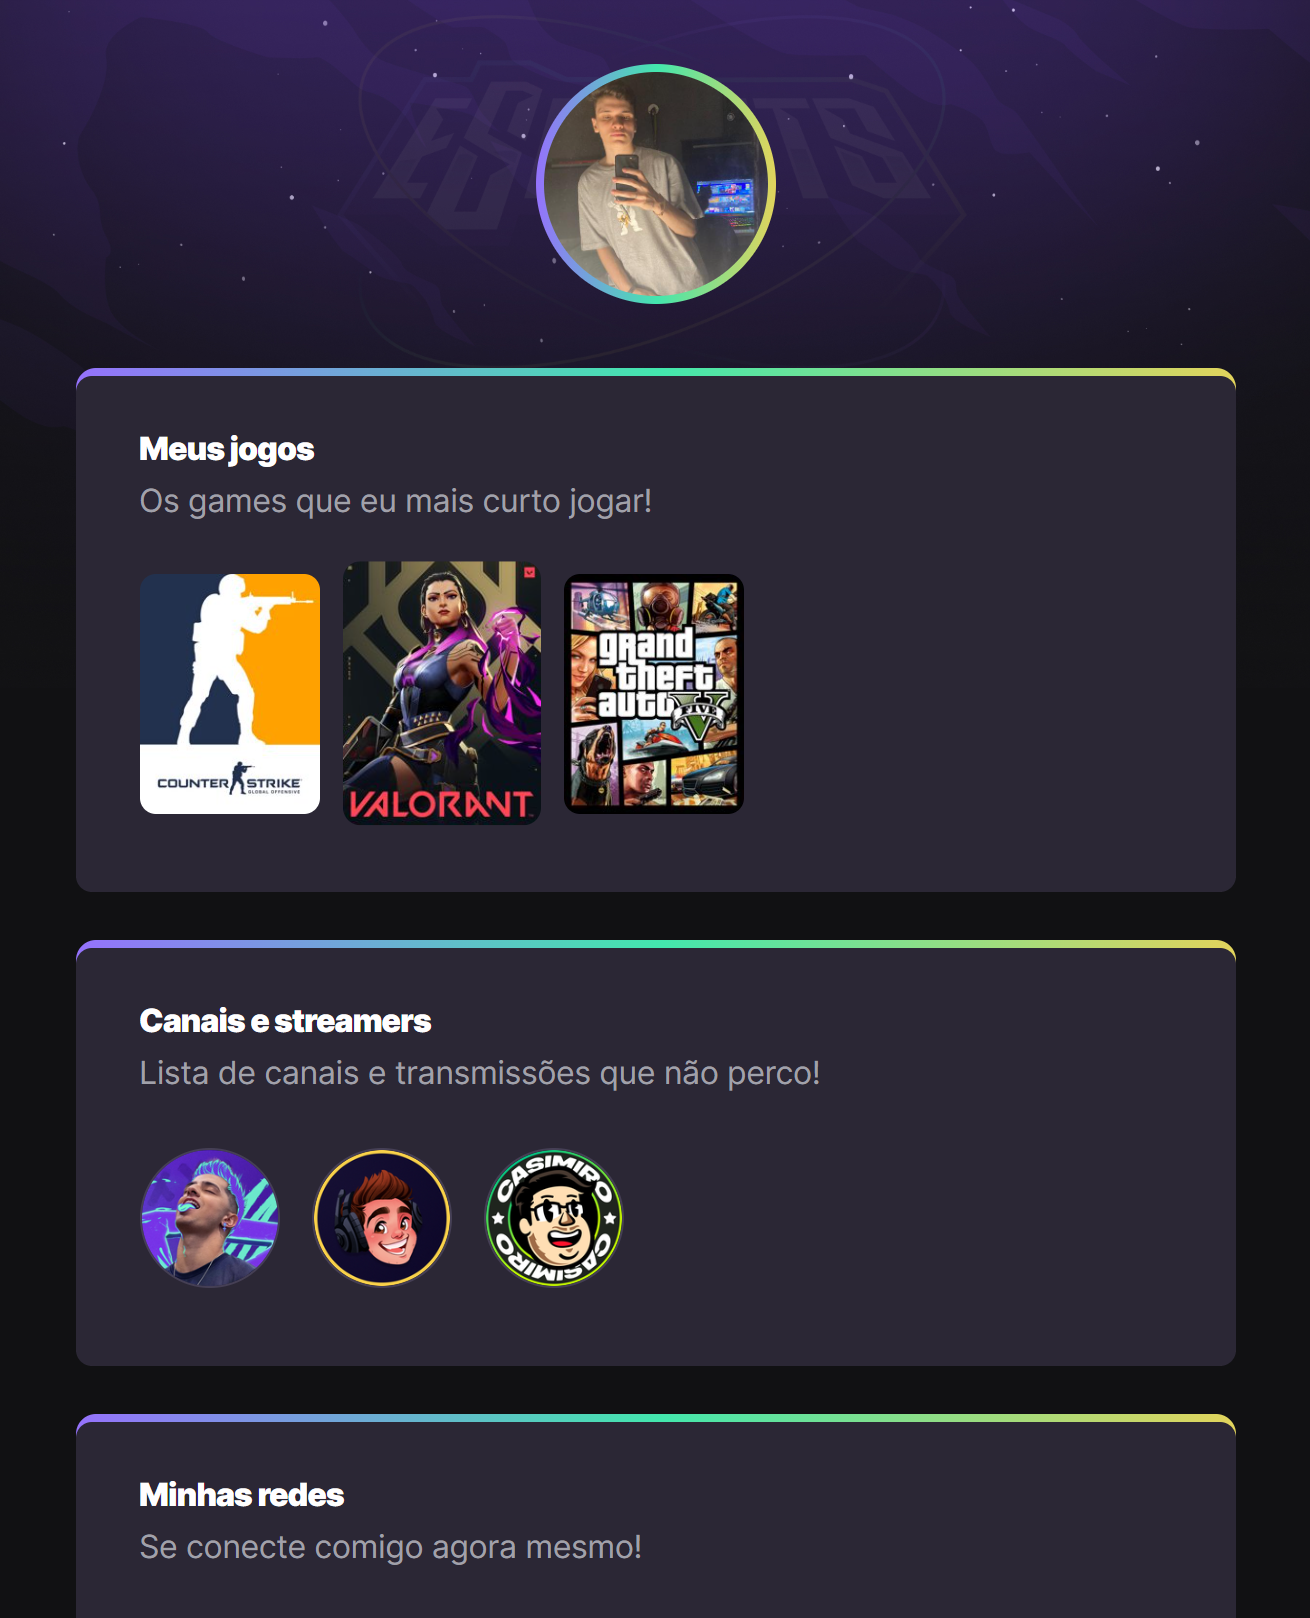 ESPORTS
Meus jogos
Os games que eu mais curto jogar!
COUNTER STRIKE
GLOBAL OFFENSIVE
VALORANT
grand
theft
auto
FIVE
Canais e streamers
Lista de canais e transmissões que não perco!
CASIMIRO
CASIMIRO
Minhas redes
Se conecte comigo agora mesmo!